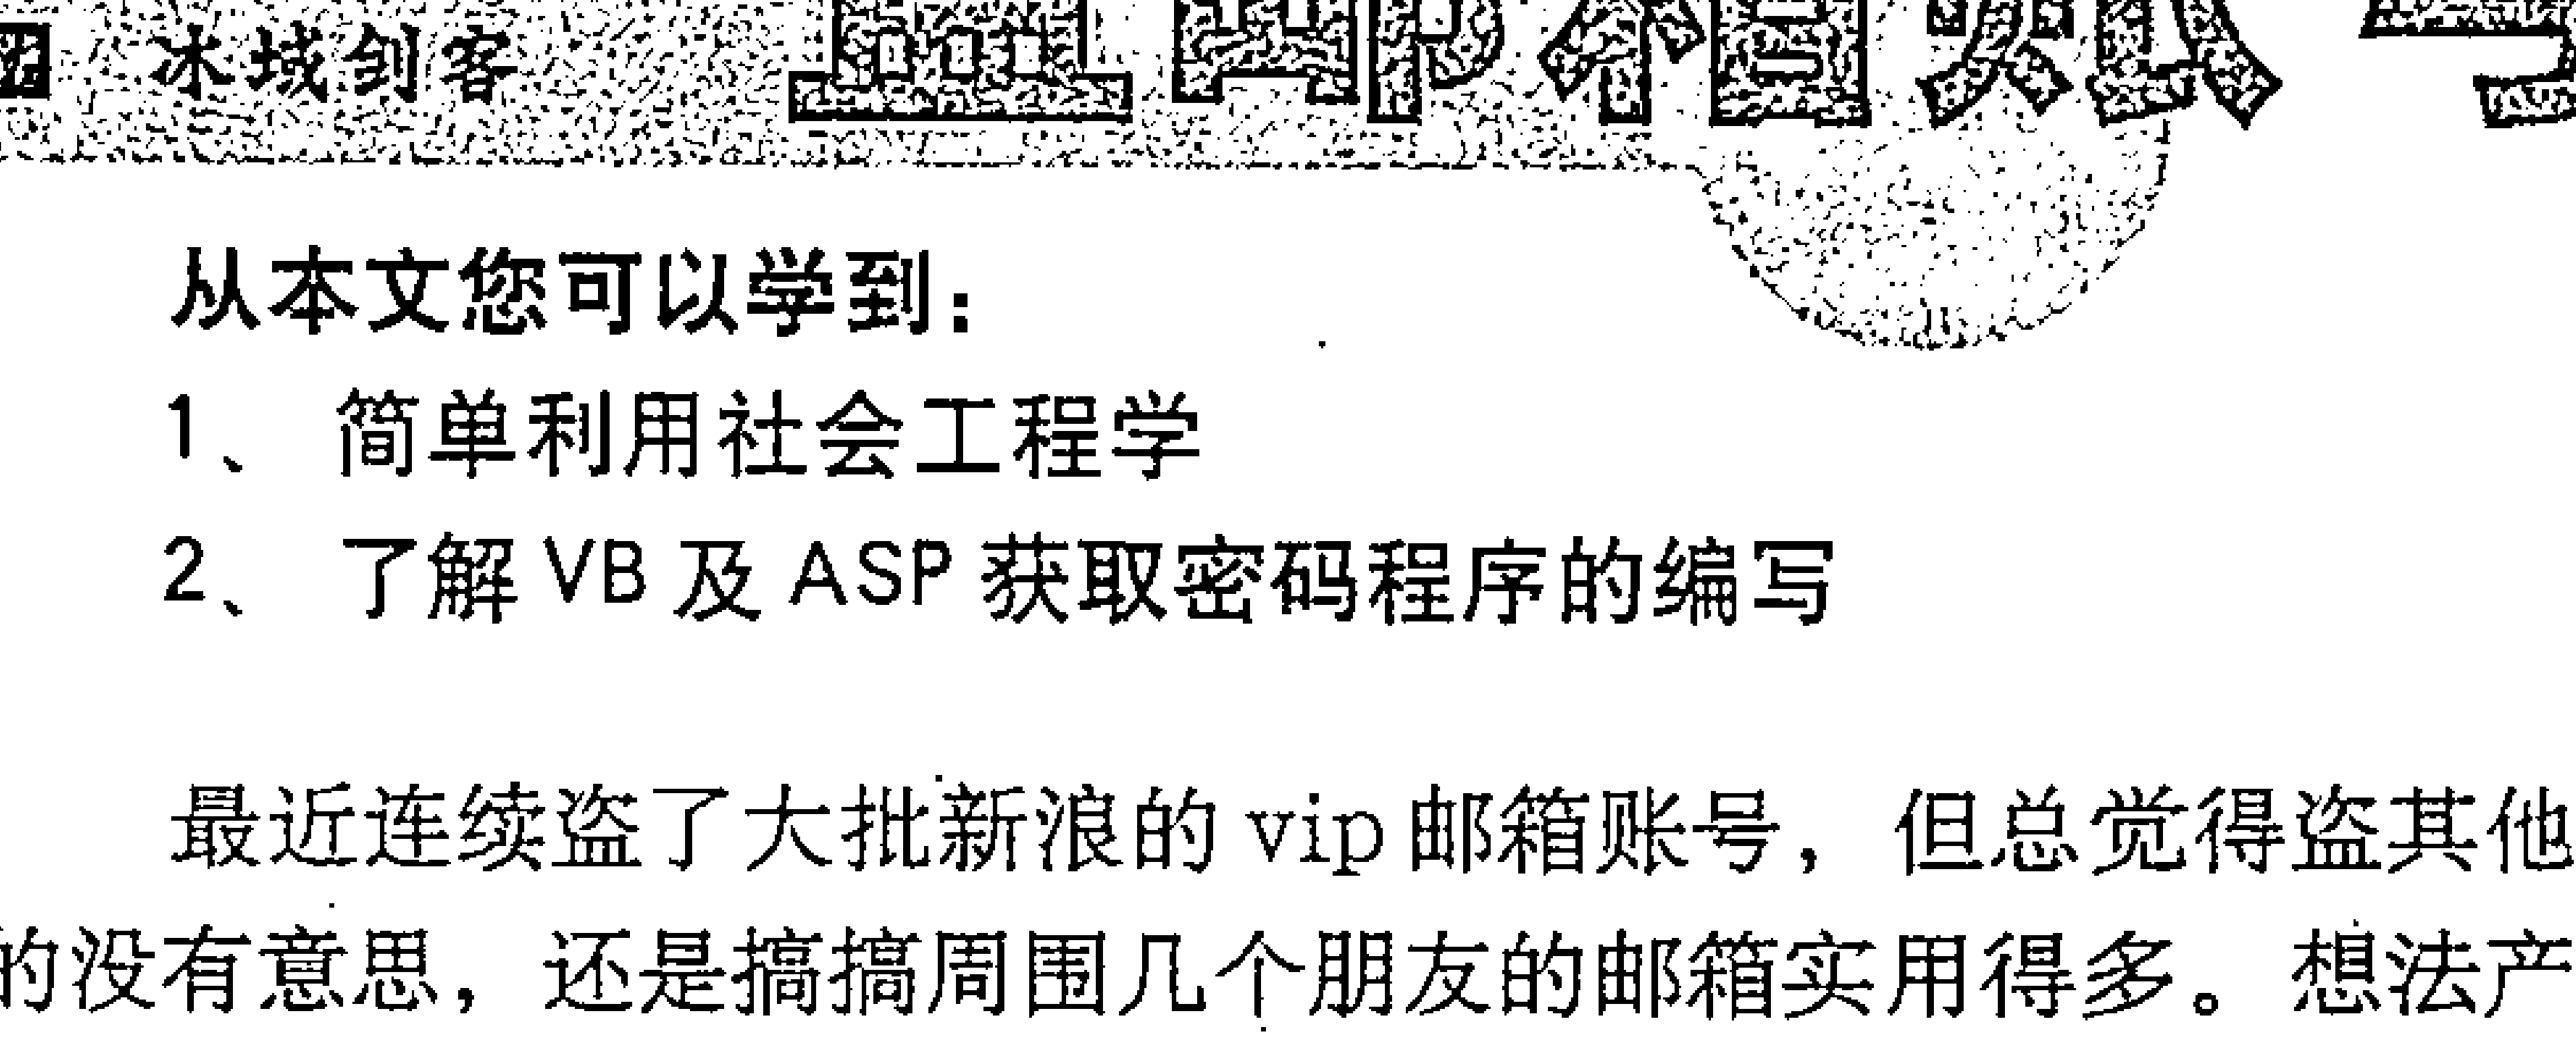 冰域剑客
从本文您可以学到：
1、 简单利用社会工程学
2、 了解 VB 及 ASP 获取密码程序的编写
最近连续盗了大批新浪的 vip 邮箱账号，但总觉得盗其他
的没有意思，还是搞搞周围几个朋友的邮箱实用得多。想法产